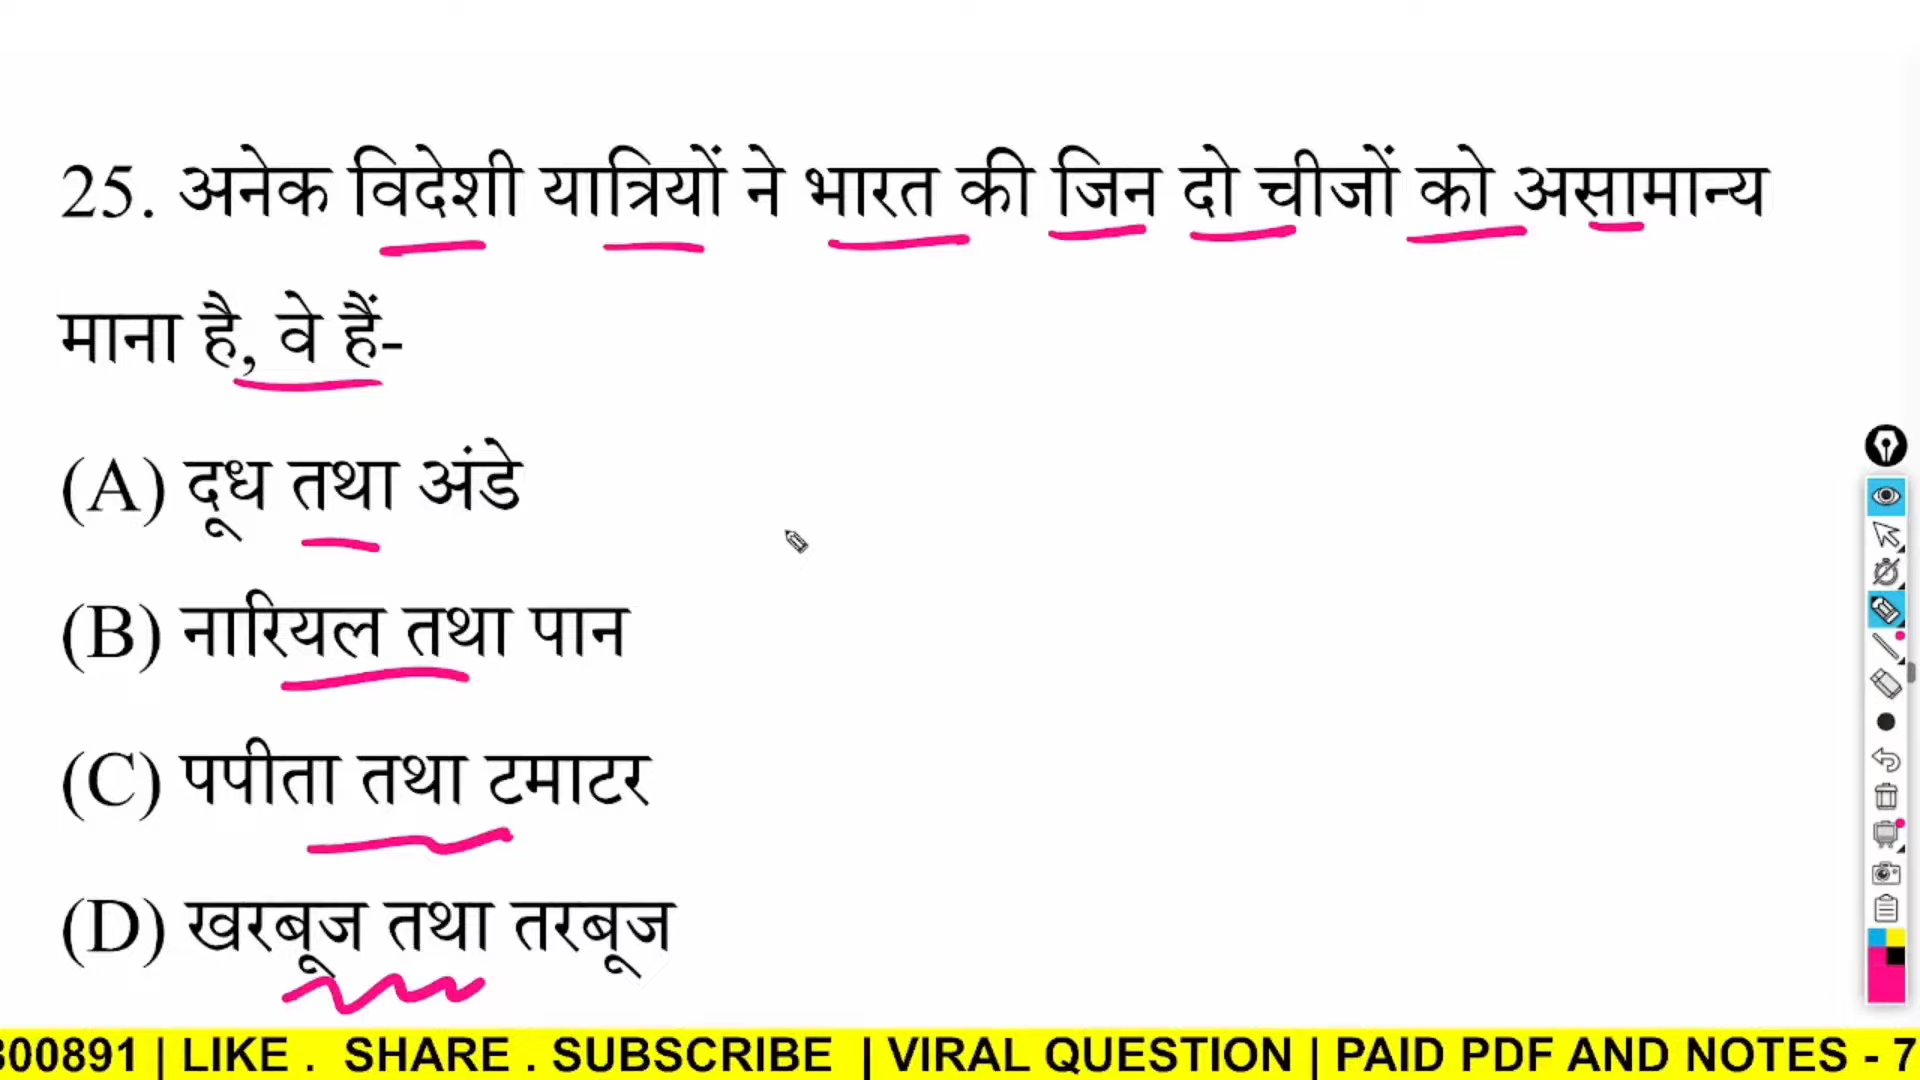 25. अनेक विदेशी यात्रियों ने भारत की जिन दो चीजों को असामान्य
माना है, वे हैं-
(A) दूध तथा अंडे
(B) नारियल तथा पान
(C) पपीता तथा टमाटर
(D) खरबूज तथा तरबूज
300891 | LIKE . SHARE . SUBSCRIBE | VIRAL QUESTION | PAID PDF AND NOTES - 7